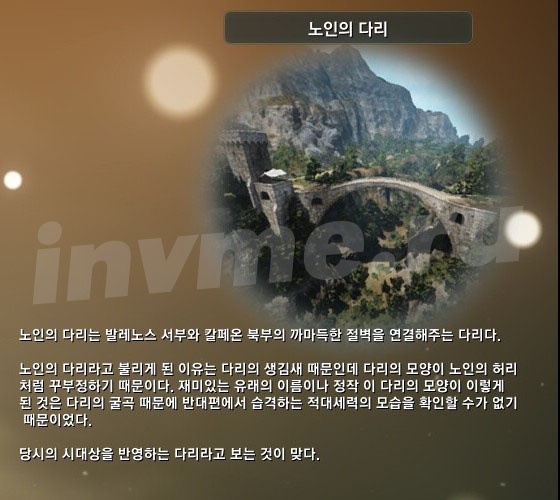 노인의 다리
invme.ru
노인의 다리는 발레노스 서부와 칼페온 북부의 까마득한 절벽을 연결해주는 다리다.
노인의 다리라고 불리게 된 이유는 다리의 생김새 때문인데 다리의 모양이 노인의 허리
처럼 꾸부정하기 때문이다. 재미있는 유래의 이름이나 정작 이 다리의 모양이 이렇게
된 것은 다리의 굴곡 때문에 반대편에서 습격하는 적대세력의 모습을 확인할 수가 없기
때문이었다.
당시의 시대상을 반영하는 다리라고 보는 것이 맞다.